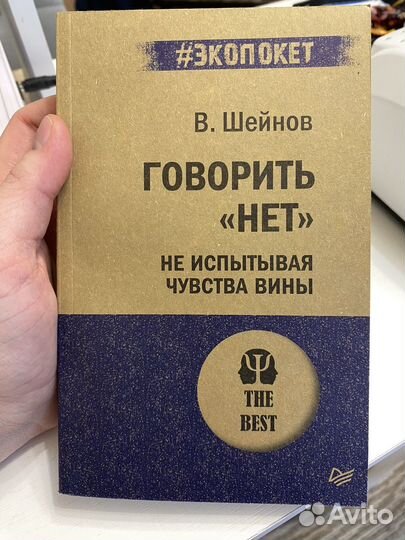 #ЭКОПОКЕТ
В. Шейнов
ГОВОРИТЬ
«НЕТ»
НЕ ИСПЫТЫВАЯ
ЧУВСТВА ВИНЫ
Ψ
THE
BEST
Avito